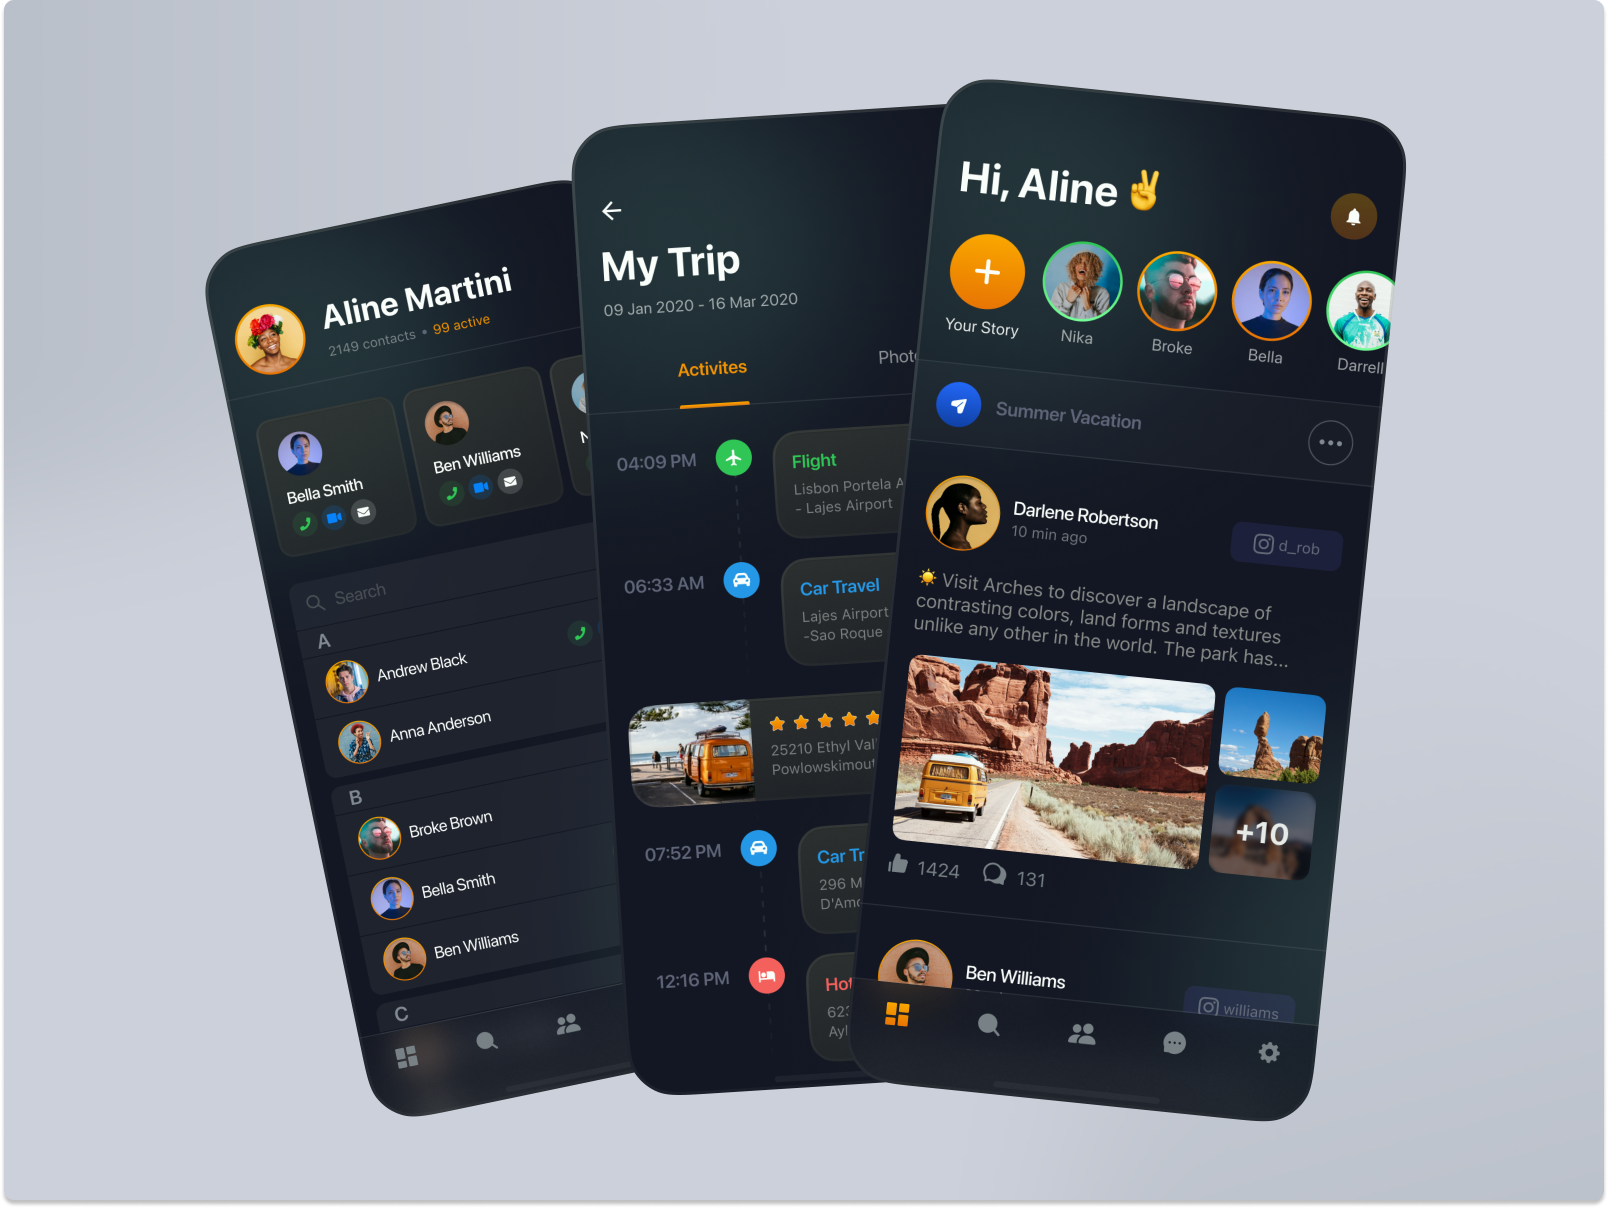 Aline Martini
2149 contacts • 99 active
Bella Smith
Ben Williams
Search
A
Andrew Black
Anna Anderson
B
Broke Brown
Bella Smith
Ben Williams
C
My Trip
09 Jan 2020 - 16 Mar 2020
Activites
04:09 PM
Flight
Lisbon Portela A
- Lajes Airport
06:33 AM
Car Travel
Lajes Airport
-Sao Roque
25210 Ethyl Val
Powlowskimout
07:52 PM
Car Tr
296 M
D'Amo
12:16 PM
Hot
623
Ayl
Hi, Aline ✌️
Your Story
Nika
Broke
Bella
Darrell
Summer Vacation
Darlene Robertson
10 min ago
d_rob
☀️ Visit Arches to discover a landscape of
contrasting colors, land forms and textures
unlike any other in the world. The park has...
+10
1424
131
Ben Williams
williams